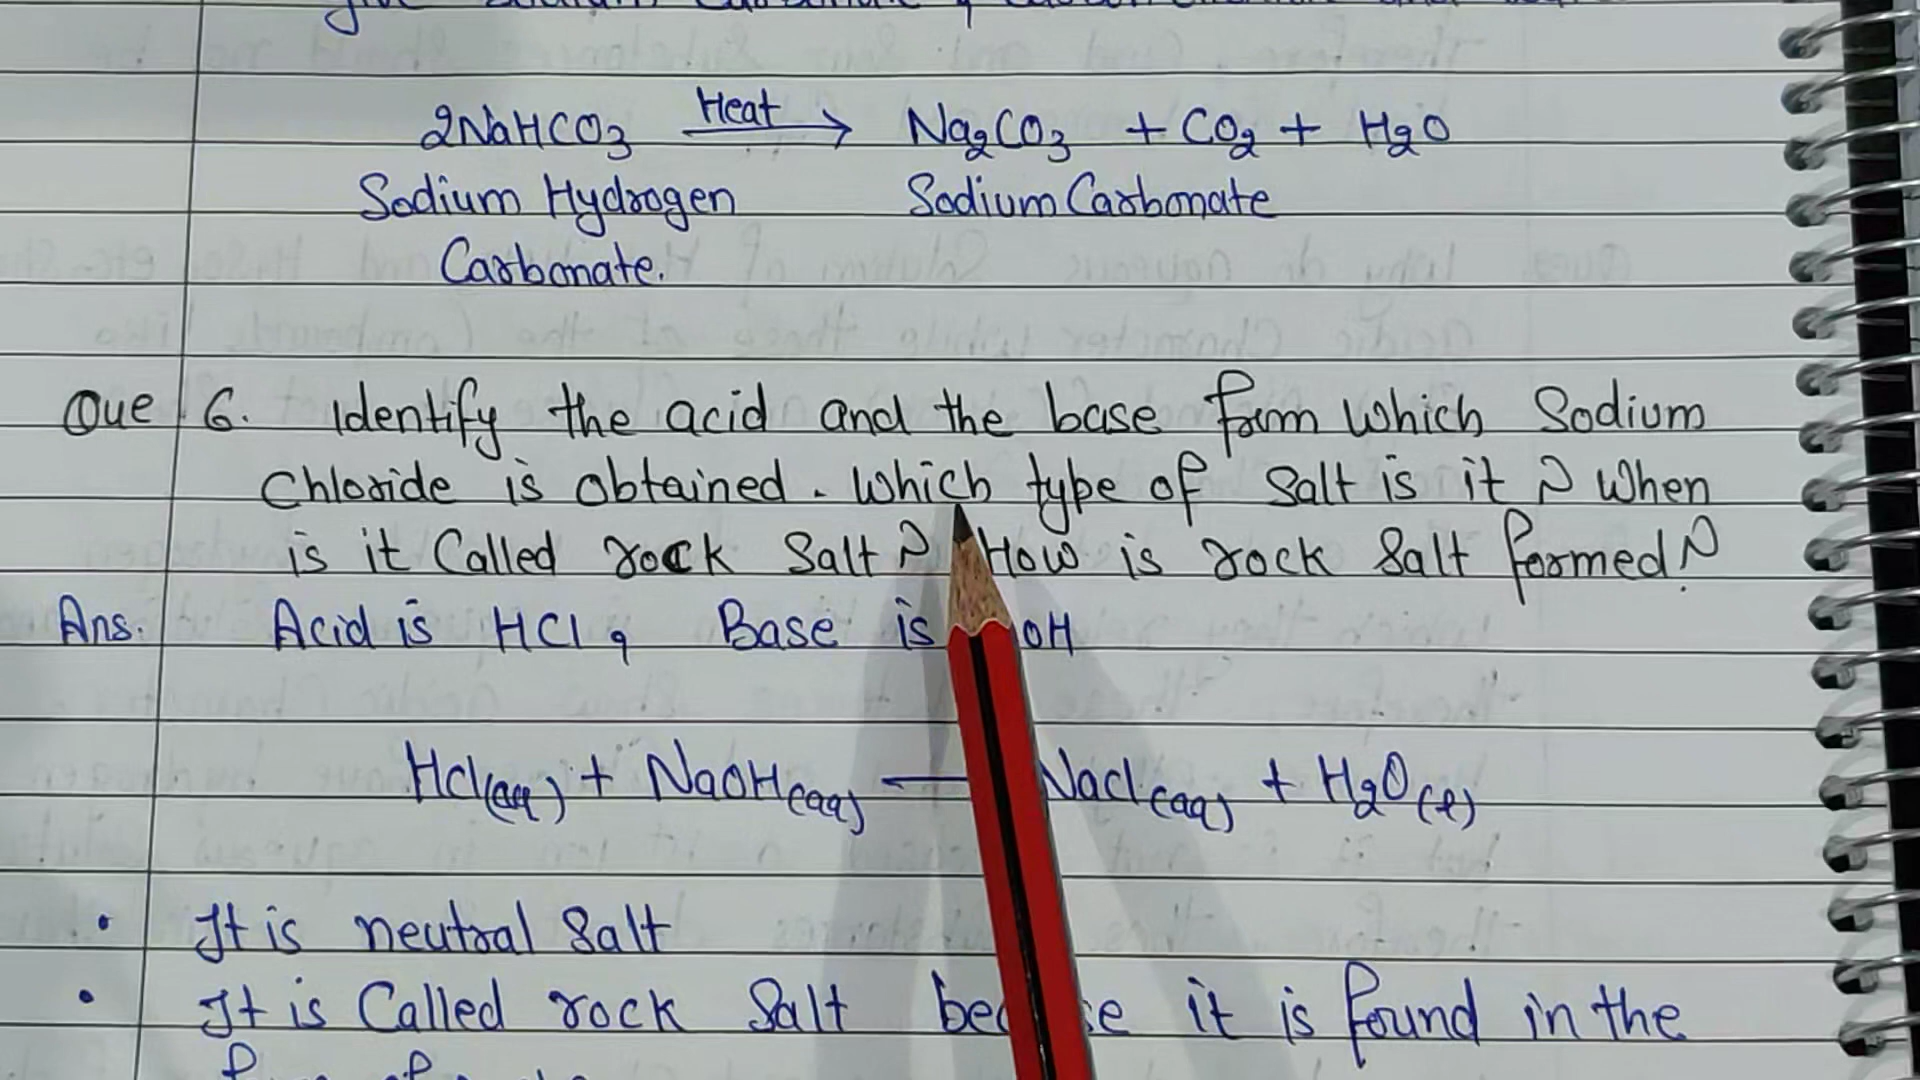 2NaHCO3 Heat → Na2CO3 + CO2 + H2O
Sodium Hydrogen Sodium Carbonate
Carbonate.
Que 6. Identify the acid and the base form which Sodium
Chloride is obtained. Which type of Salt is it ? When
is it Called rock Salt ? How is rock Salt formed?
Ans. Acid is HCl, Base is OH
Hcl(aq) + NaOH(aq) → Nacl(aq) + H2O(l)
• It is neutral Salt
• It is Called rock Salt it is found in the